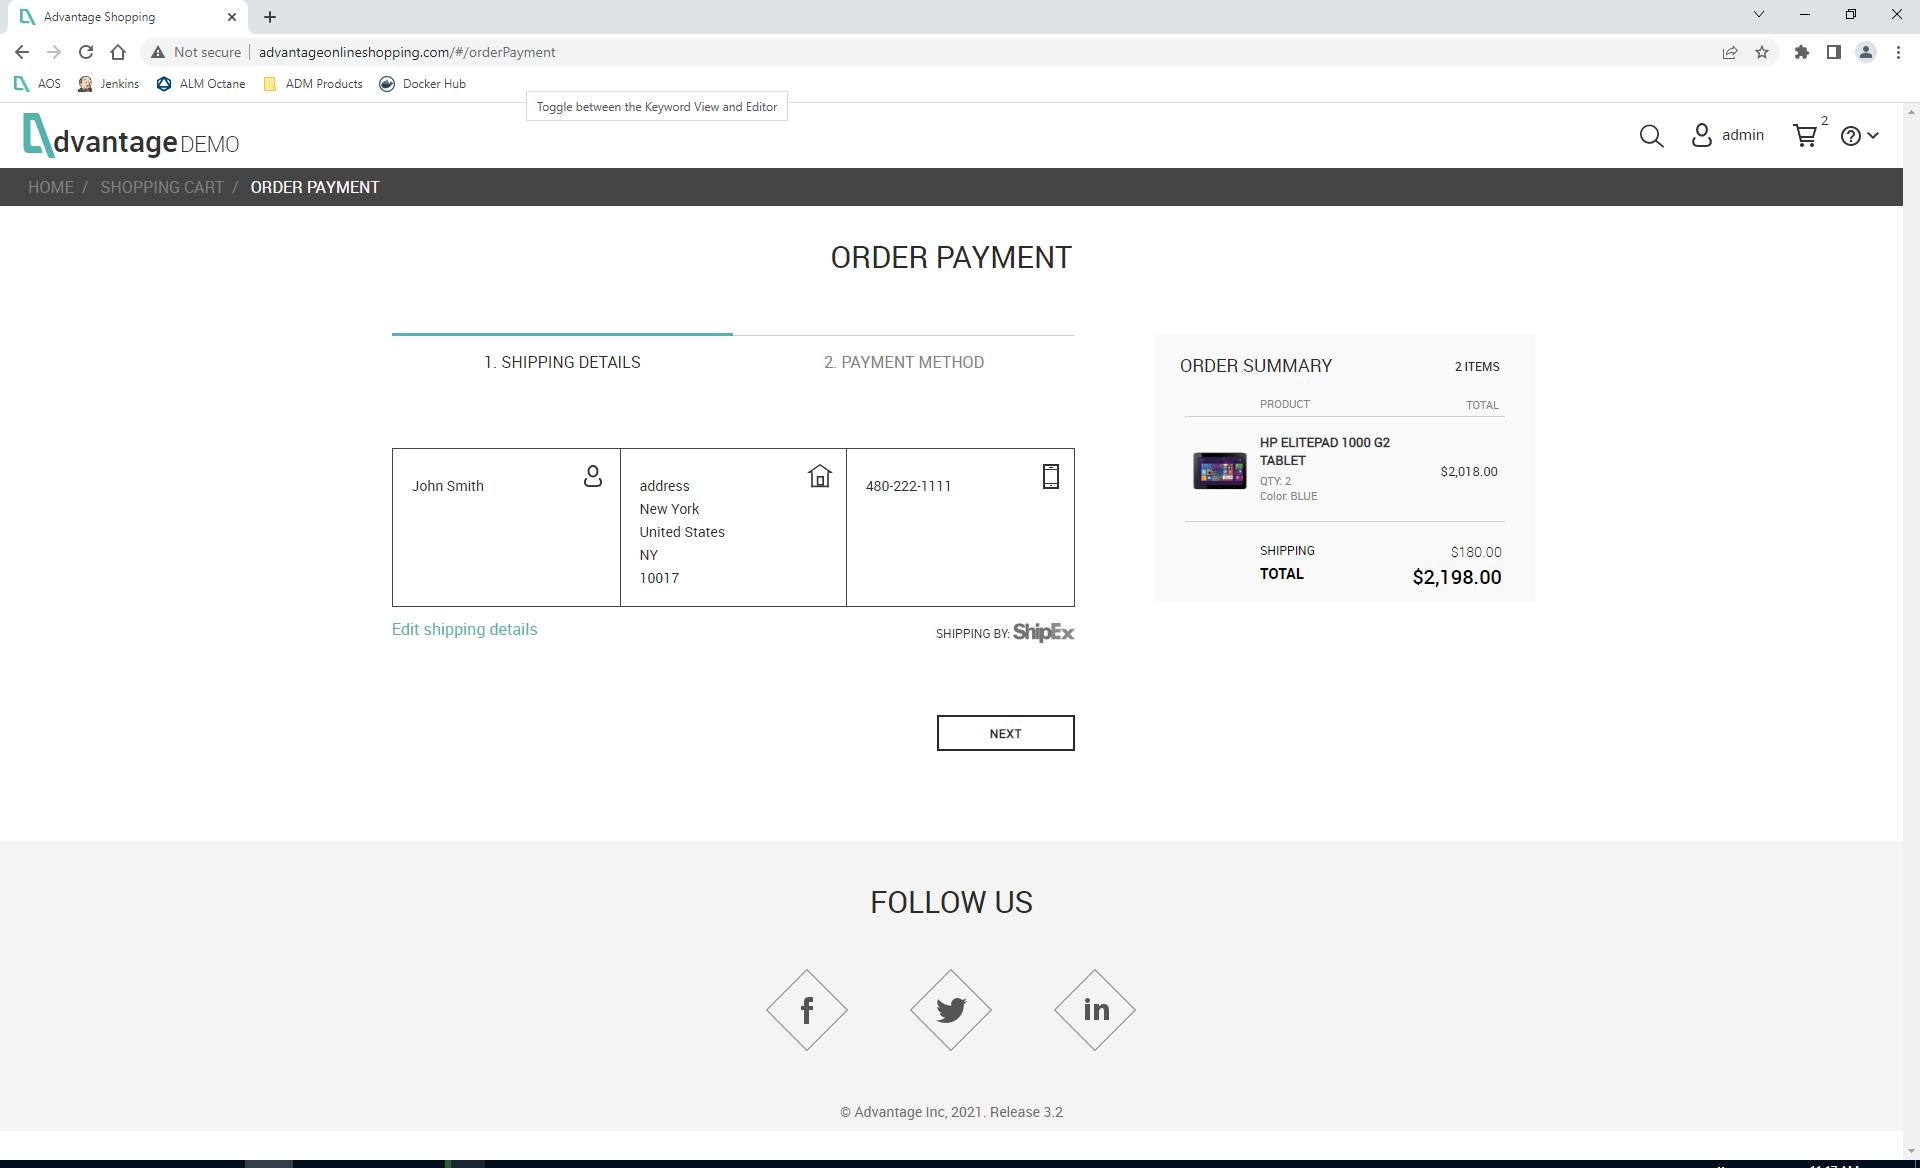 Advantage Shopping
Not secure
advantageonlineshopping.com/#/orderPayment
AOS
Jenkins
ALM Octane
ADM Products
Docker Hub
Toggle between the Keyword View and Editor
dvantage DEMO
admin
2
HOME / SHOPPING CART / ORDER PAYMENT
ORDER PAYMENT
1. SHIPPING DETAILS
2. PAYMENT METHOD
John Smith
address
New York
United States
NY
10017
480-222-1111
Edit shipping details
SHIPPING BY: ShipEx
NEXT
ORDER SUMMARY
2 ITEMS
PRODUCT
TOTAL
HP ELITEPAD 1000 G2
TABLET
QTY: 2
Color: BLUE
$2,018.00
SHIPPING
$180.00
TOTAL
$2,198.00
FOLLOW US
f
in
© Advantage Inc, 2021. Release 3.2